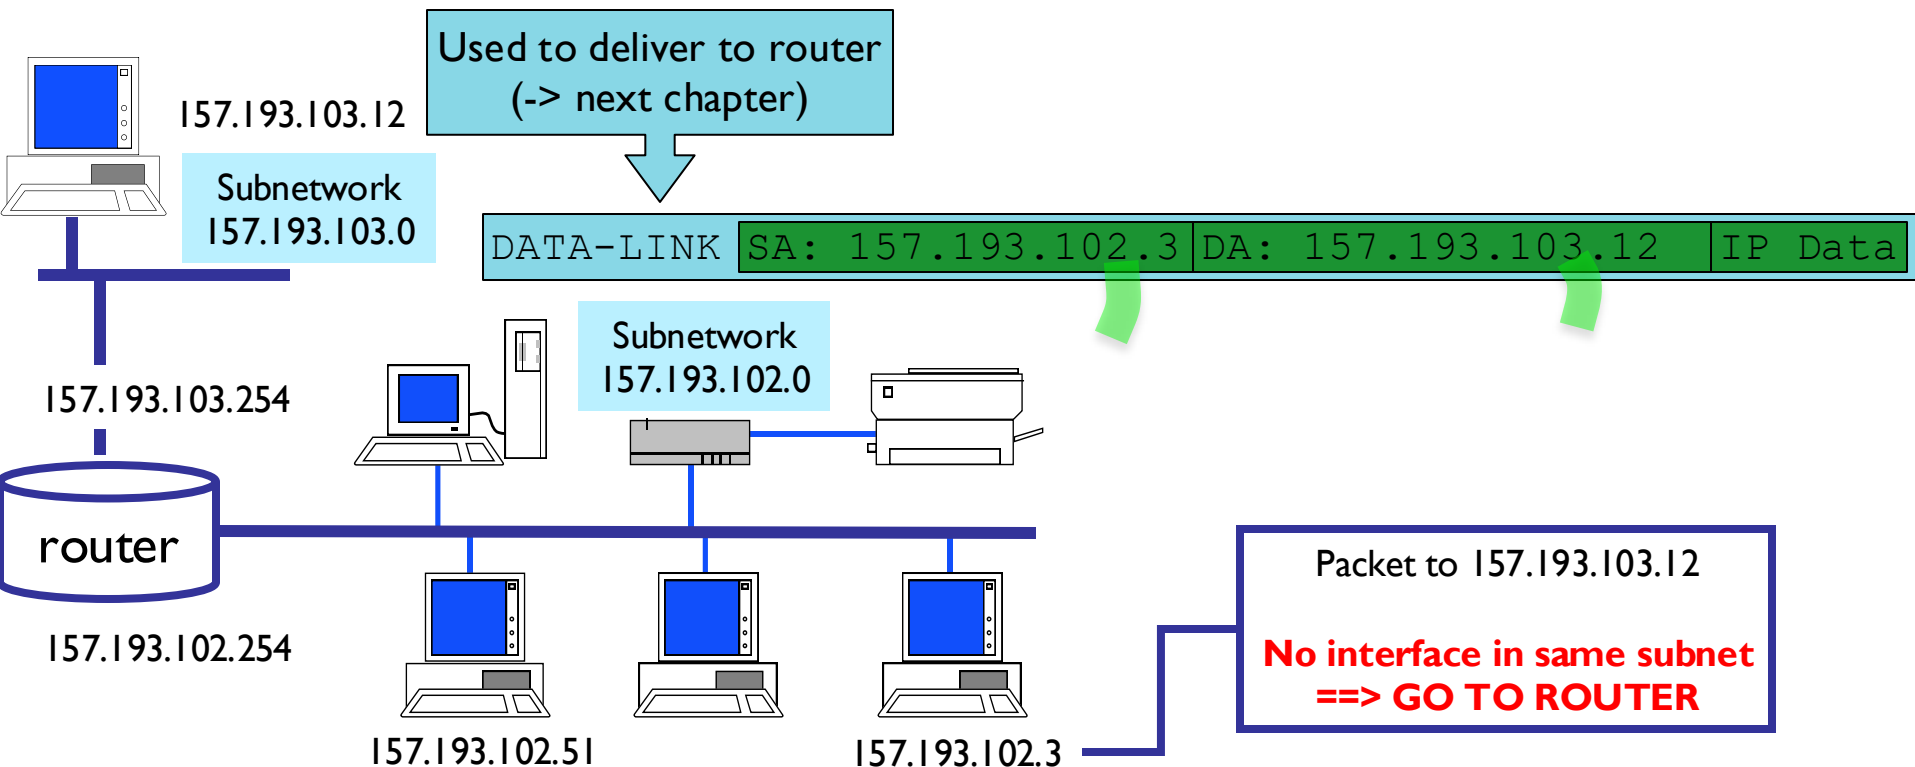 Used to deliver to router
(-> next chapter)
157.193.103.12
Subnetwork
157.193.103.0
DATA-LINK SA: 157.193.102.3 DA: 157.193.103.12 IP Data
Subnetwork
157.193.102.0
157.193.103.254
router
157.193.102.254
Packet to 157.193.103.12
No interface in same subnet
==> GO TO ROUTER
157.193.102.51
157.193.102.3